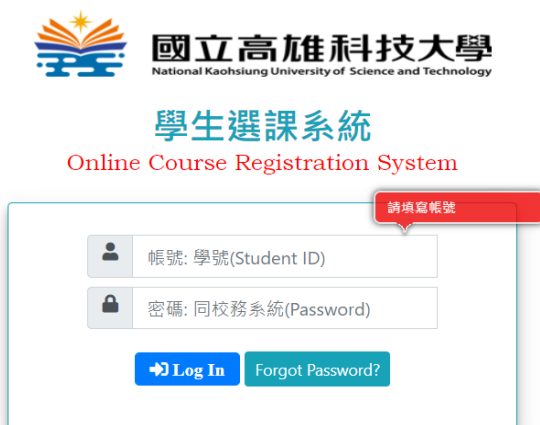 國立高雄科技大學
National Kaohsiung University of Science and Technology
學生選課系統
Online Course Registration System
請填寫帳號
帳號: 學號(Student ID)
密碼: 同校務系統(Password)
Log In
Forgot Password?